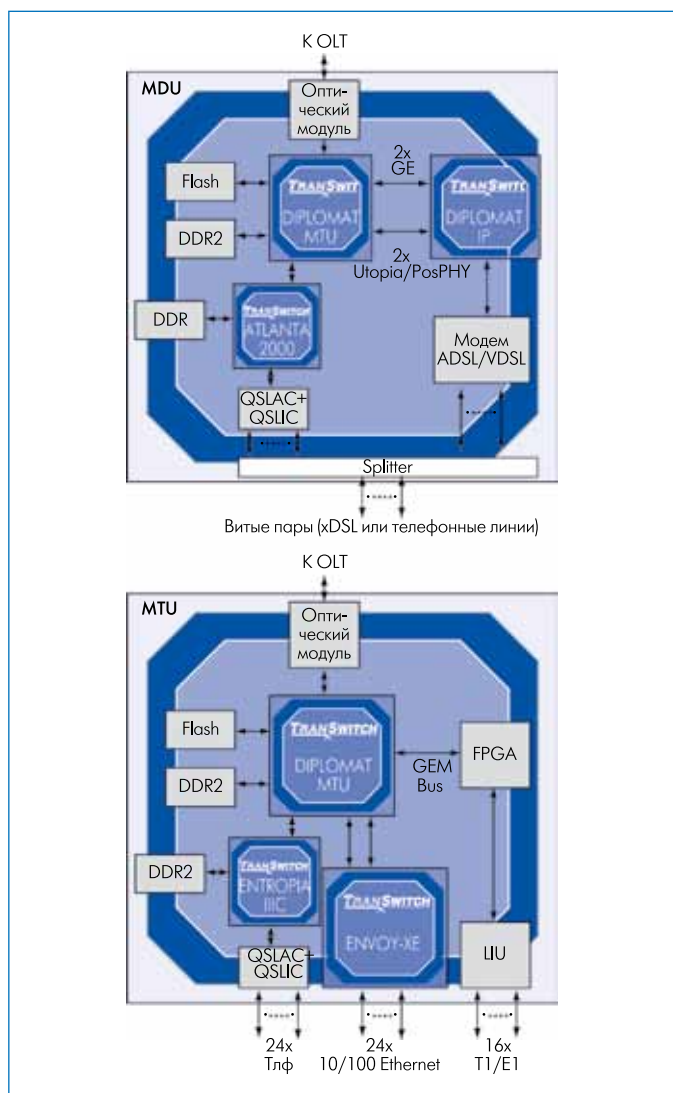 К OLT
MDU
Опти-
ческий
модуль
Flash
DDR2
TRANSWITC
DIPLOMAT
MTU
2x
GE
2x
Utopia/PosPHY
TRANSWITC
DIPLOMAT
IP
DDR
TRANSWITCH
ATLANTA
2000
Модем
ADSL/VDSL
QSLAC+
QSLIC
Splitter
Витые пары (xDSL или телефонные линии)
К OLT
MTU
Опти-
ческий
модуль
Flash
DDR2
TRANSWITCH
DIPLOMAT
MTU
GEM
Bus
FPGA
DDR2
TRANSWITCH
ENTROPIA
IIIC
TRANSWITCH
ENVOY-XE
QSLAC+
QSLIC
LIU
24x
Тлф
24x
10/100 Ethernet
16x
T1/E1